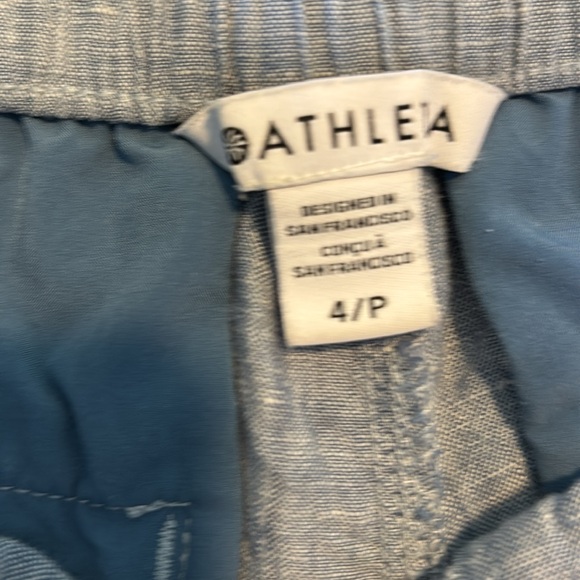 ATHLETA
DESIGNED IN
SAN FRANCISCO
CONÇU À
SAN FRANCISCO
4/P